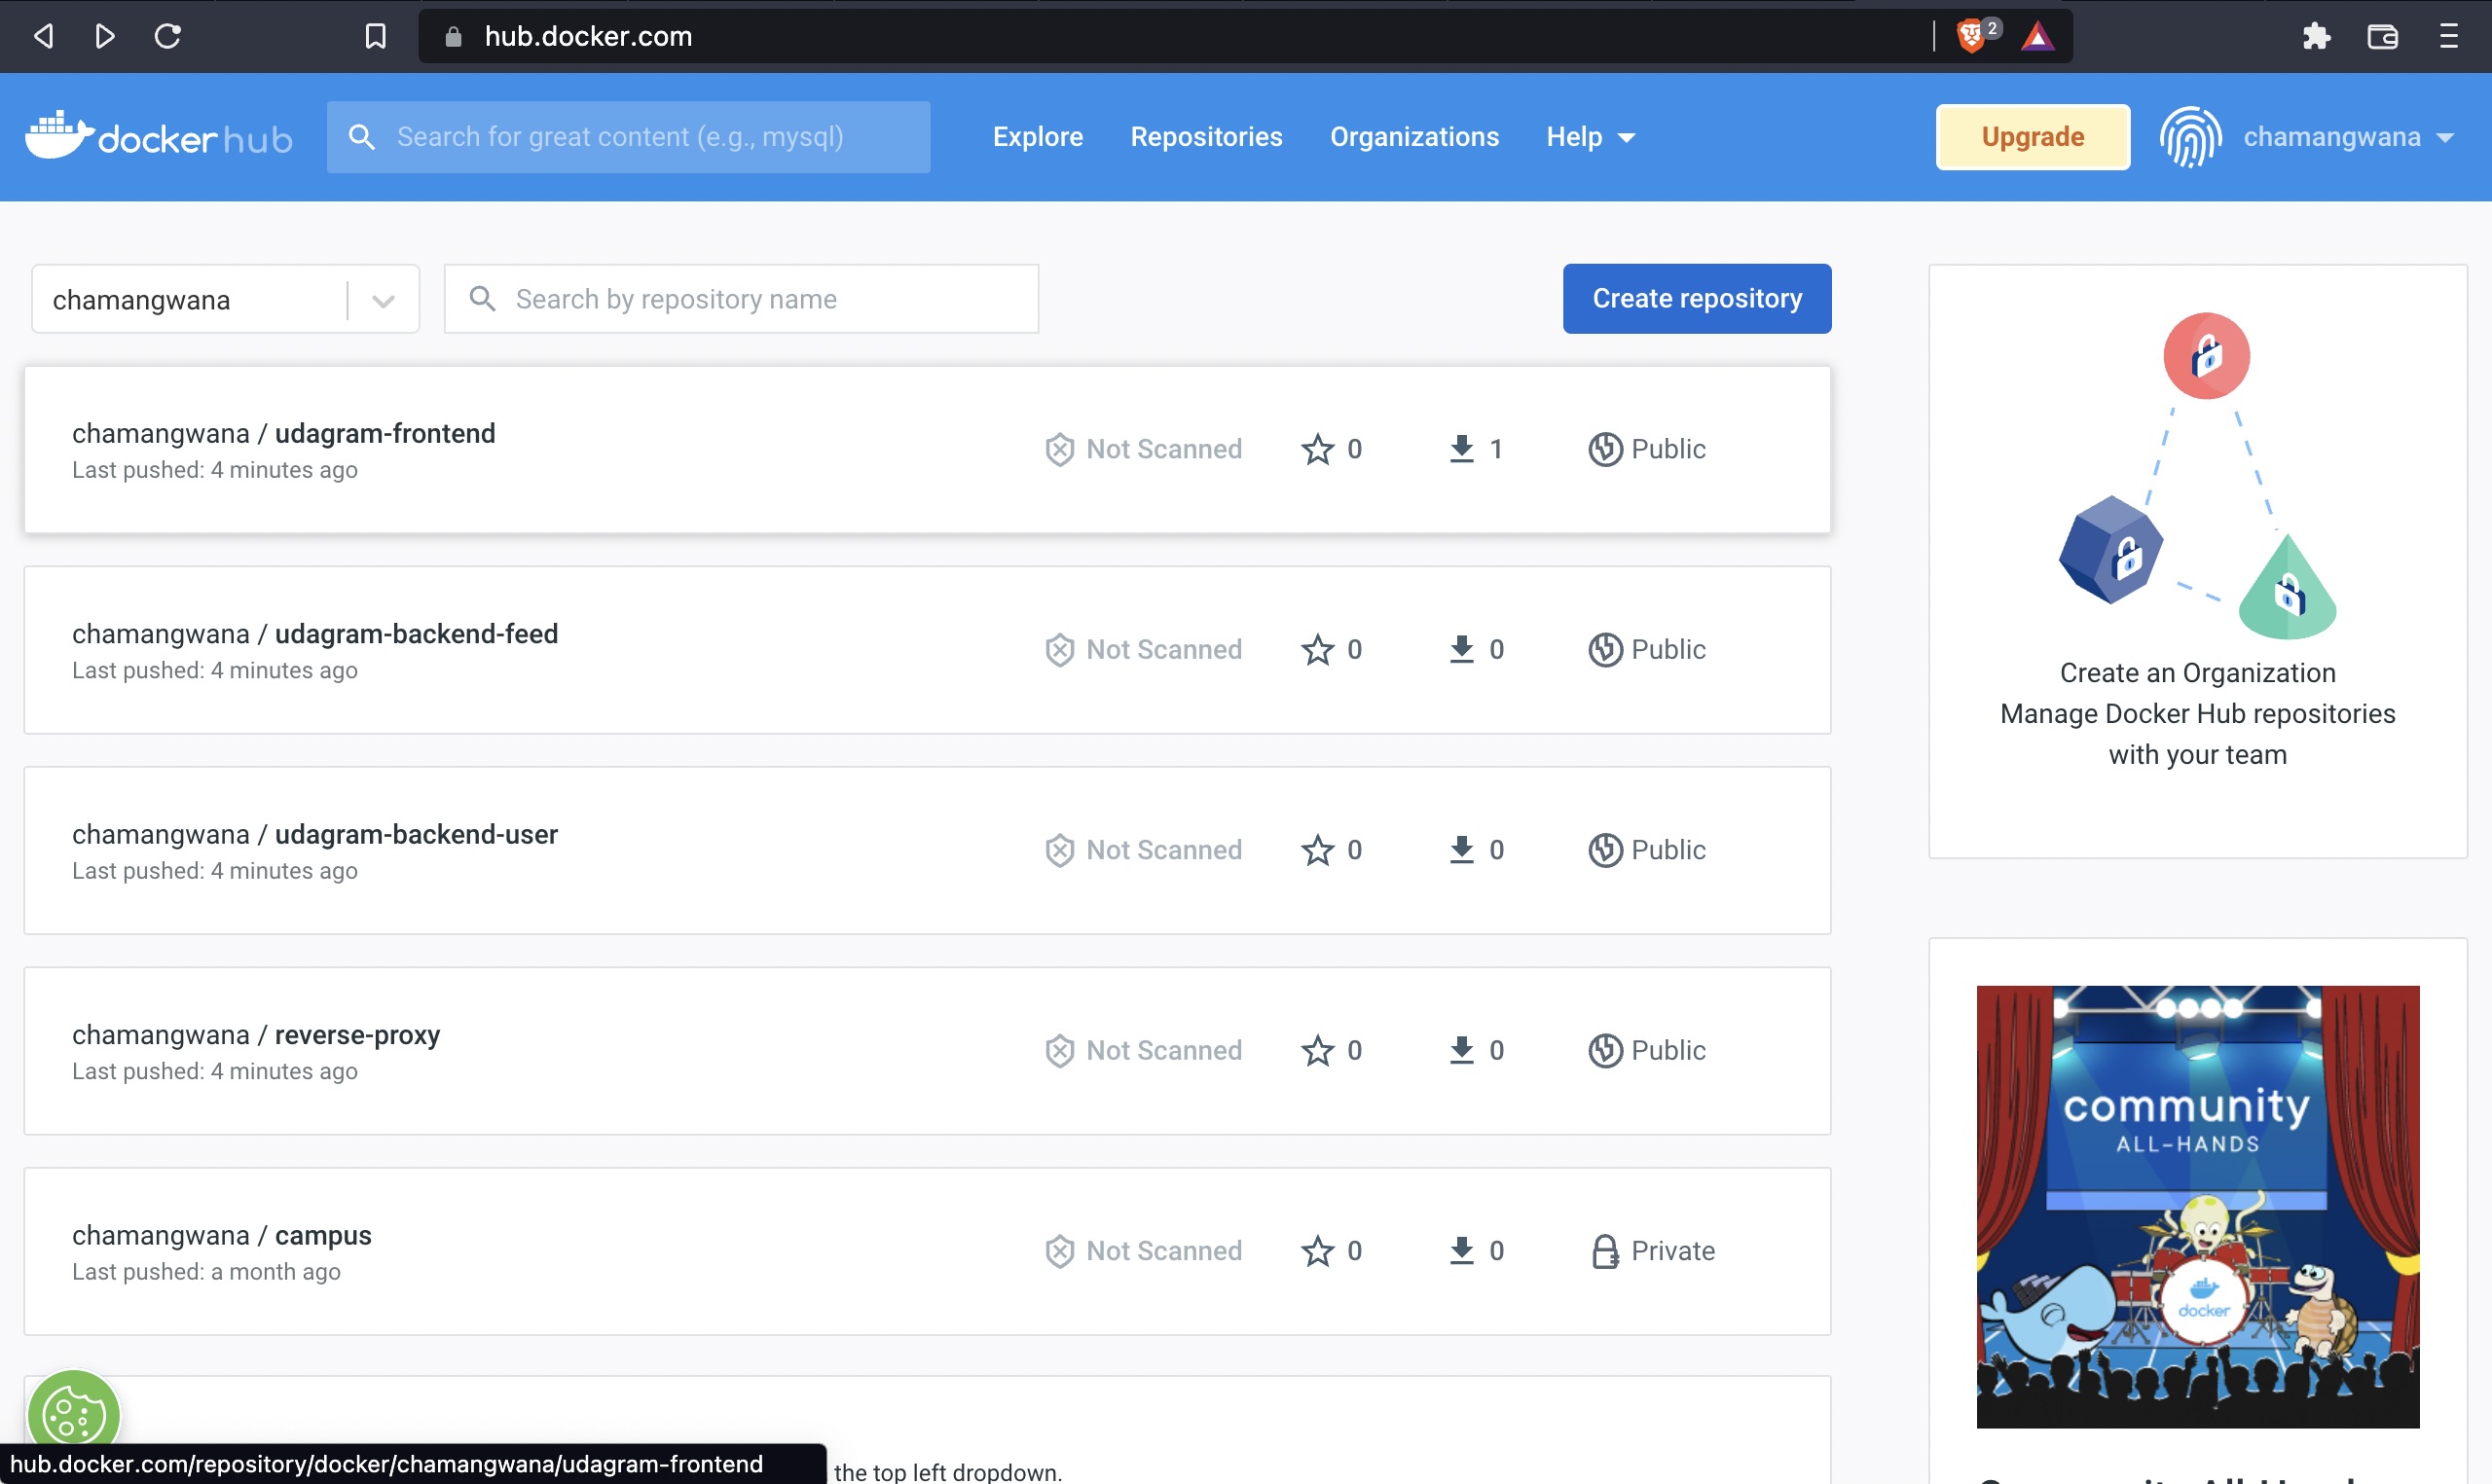 hub.docker.com
2
docker hub
Search for great content (e.g., mysql)
Explore
Repositories
Organizations
Help
Upgrade
chamangwana
chamangwana
Search by repository name
Create repository
chamangwana / udagram-frontend
Last pushed: 4 minutes ago
Not Scanned
0
1
Public
chamangwana / udagram-backend-feed
Last pushed: 4 minutes ago
Not Scanned
0
0
Public
chamangwana / udagram-backend-user
Last pushed: 4 minutes ago
Not Scanned
0
0
Public
chamangwana / reverse-proxy
Last pushed: 4 minutes ago
Not Scanned
0
0
Public
chamangwana / campus
Last pushed: a month ago
Not Scanned
0
0
Private
the top left dropdown.
hub.docker.com/repository/docker/chamangwana/udagram-frontend
Create an Organization
Manage Docker Hub repositories
with your team
community
ALL-HANDS
docker